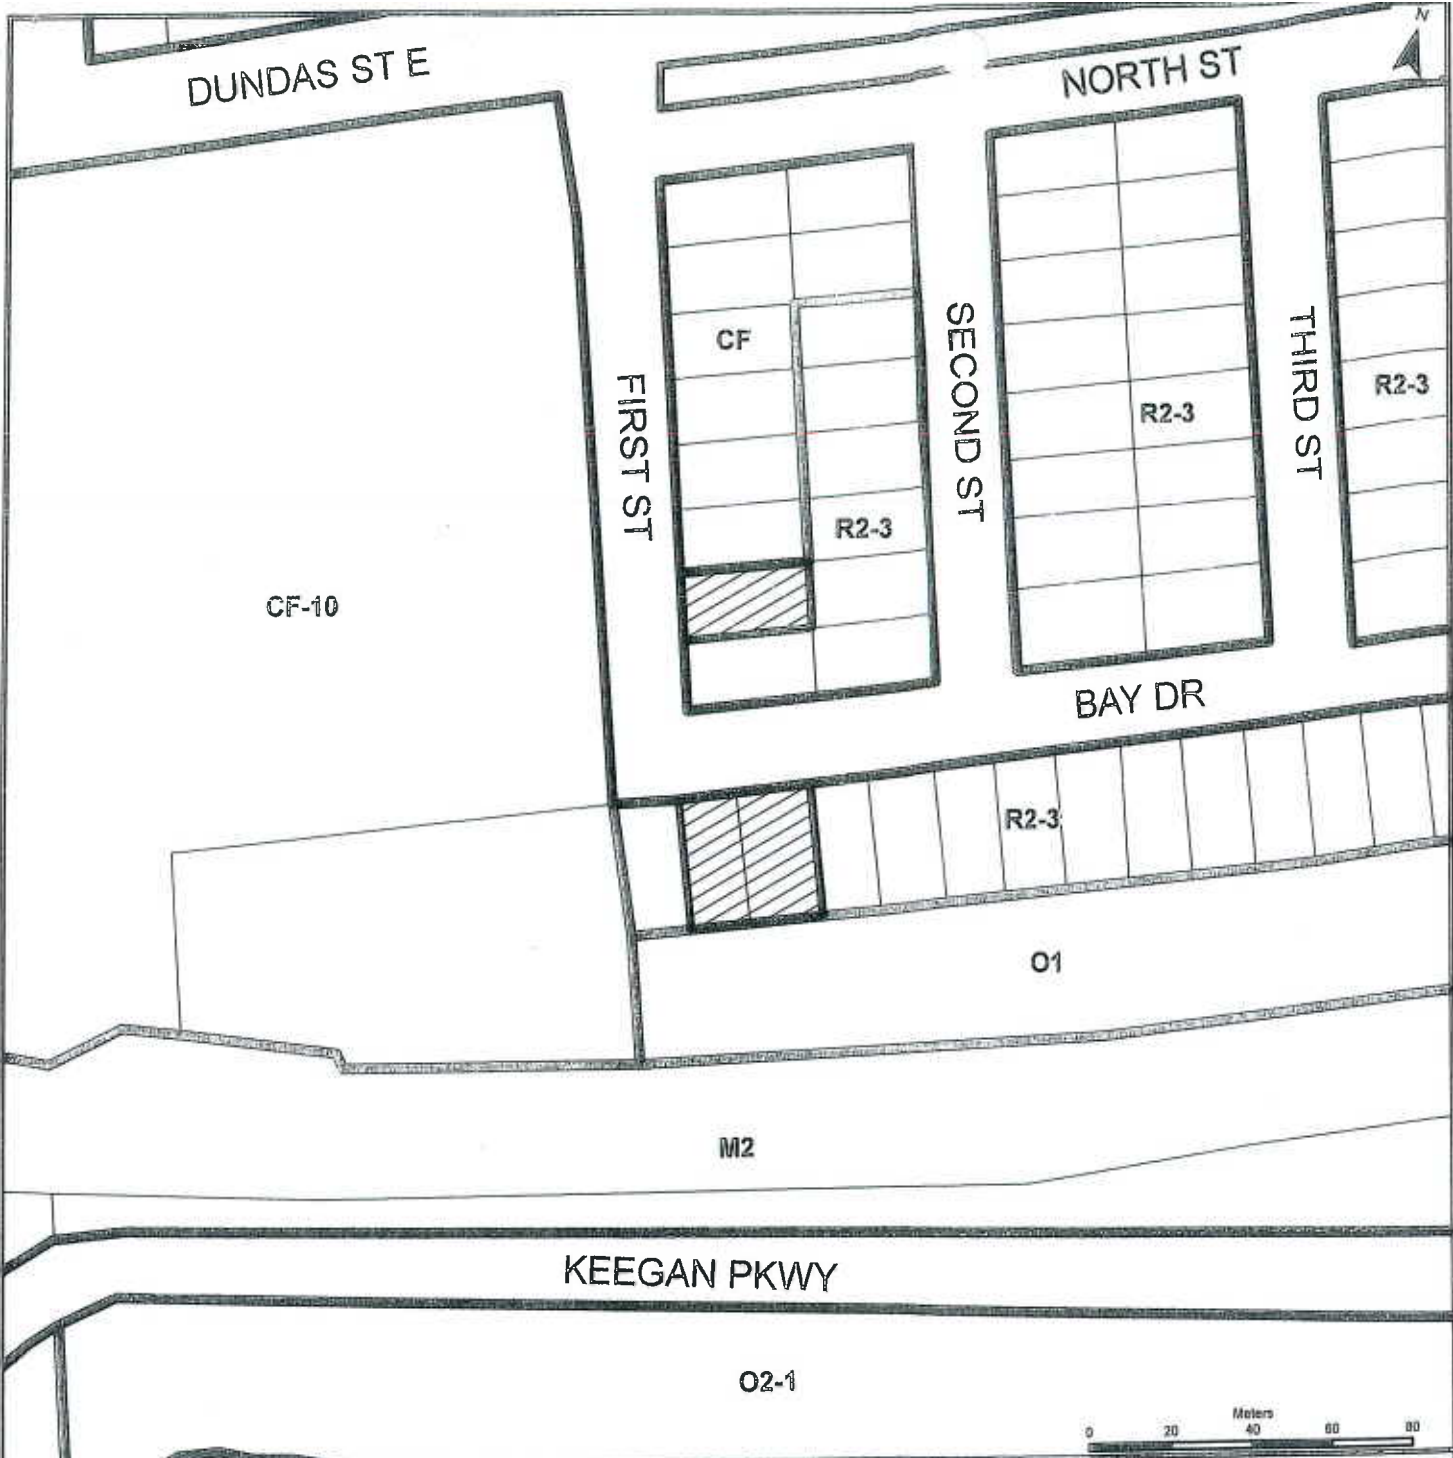 N
DUNDAS ST E
NORTH ST
CF
FIRST ST
SECOND ST
THIRD ST
R2-3
R2-3
R2-3
CF-10
BAY DR
R2-3
O1
M2
KEEGAN PKWY
O2-1
Meters
0 20 40 60 80